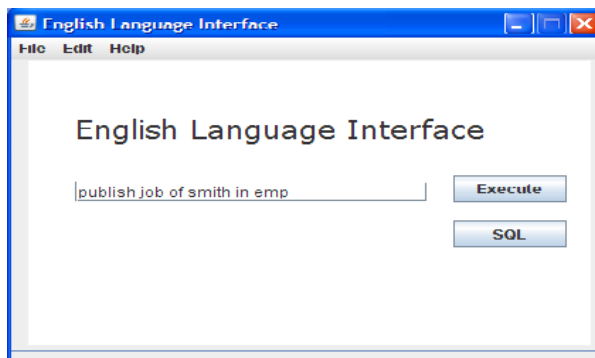 English Language Interface
File Edit Help
English Language Interface
publish job of smith in emp
Execute
SQL